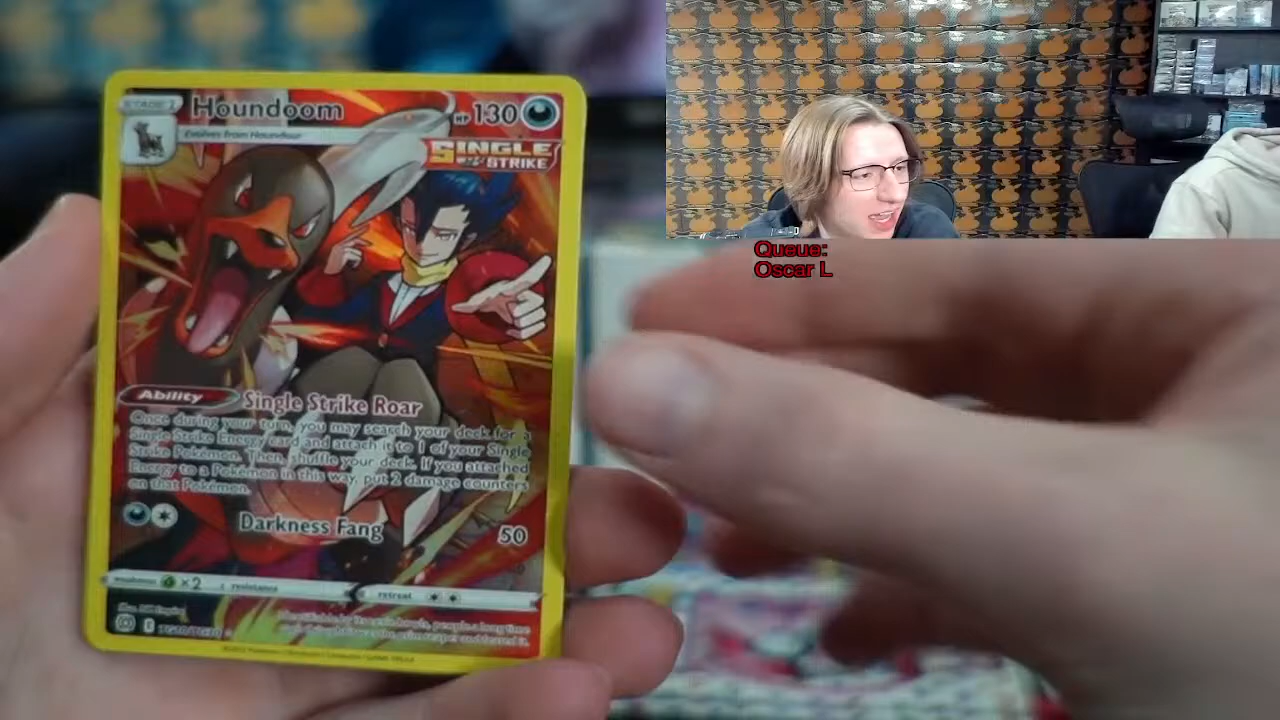 STAGE 1 Houndoom HP 130
Evolves from Houndour
SINGLE STRIKE
Queue:
Oscar L
Ability Single Strike Roar
Once during your turn, you may search your deck for a
Single Strike Energy card and attach it to 1 of your Single
Strike Pokémon. Then, shuffle your deck. If you attached
Energy to a Pokémon in this way, put 2 damage counters
on that Pokémon.
Darkness Fang 50
weakness ×2 resistance retreat